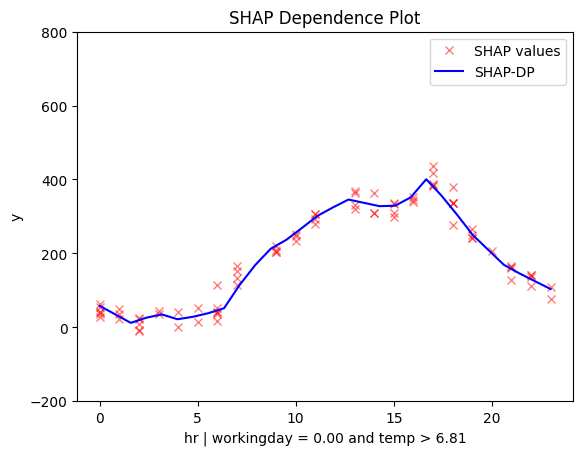 SHAP Dependence Plot
SHAP values
SHAP-DP
y
800
600
400
200
0
−200
0
5
10
15
20
hr | workingday = 0.00 and temp > 6.81